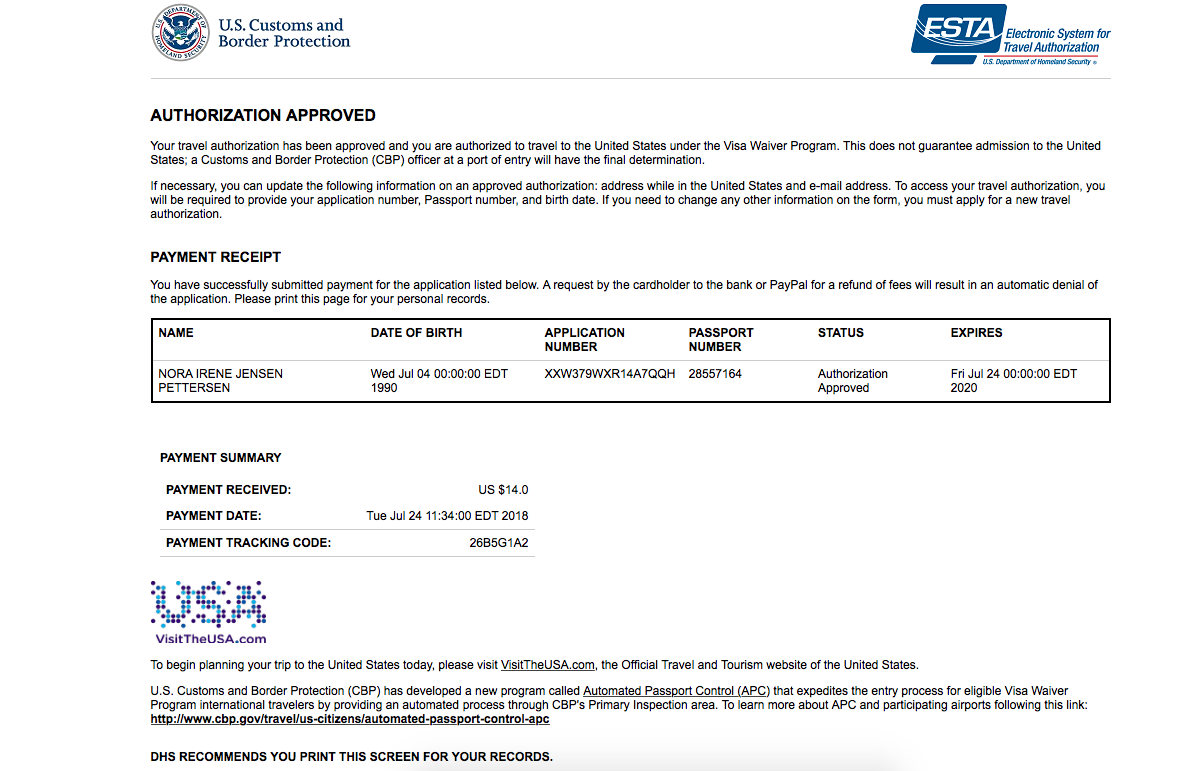 U.S. DEPARTMENT OF HOMELAND SECURITY
U.S. Customs and
Border Protection
ESTA
Electronic System for
Travel Authorization
U.S. Department of Homeland Security ®
AUTHORIZATION APPROVED
Your travel authorization has been approved and you are authorized to travel to the United States under the Visa Waiver Program. This does not guarantee admission to the United
States; a Customs and Border Protection (CBP) officer at a port of entry will have the final determination.
If necessary, you can update the following information on an approved authorization: address while in the United States and e-mail address. To access your travel authorization, you
will be required to provide your application number, Passport number, and birth date. If you need to change any other information on the form, you must apply for a new travel
authorization.
PAYMENT RECEIPT
You have successfully submitted payment for the application listed below. A request by the cardholder to the bank or PayPal for a refund of fees will result in an automatic denial of
the application. Please print this page for your personal records.
NAME DATE OF BIRTH APPLICATION PASSPORT STATUS EXPIRES
NUMBER NUMBER
NORA IRENE JENSEN Wed Jul 04 00:00:00 EDT XXW379WXR14A7QQH 28557164 Authorization Fri Jul 24 00:00:00 EDT
PETTERSEN 1990 Approved 2020
PAYMENT SUMMARY
PAYMENT RECEIVED: US $14.0
PAYMENT DATE: Tue Jul 24 11:34:00 EDT 2018
PAYMENT TRACKING CODE: 26B5G1A2
USA
VisitTheUSA.com
To begin planning your trip to the United States today, please visit VisitTheUSA.com, the Official Travel and Tourism website of the United States.
U.S. Customs and Border Protection (CBP) has developed a new program called Automated Passport Control (APC) that expedites the entry process for eligible Visa Waiver
Program international travelers by providing an automated process through CBP's Primary Inspection area. To learn more about APC and participating airports following this link:
http://www.cbp.gov/travel/us-citizens/automated-passport-control-apc
DHS RECOMMENDS YOU PRINT THIS SCREEN FOR YOUR RECORDS.